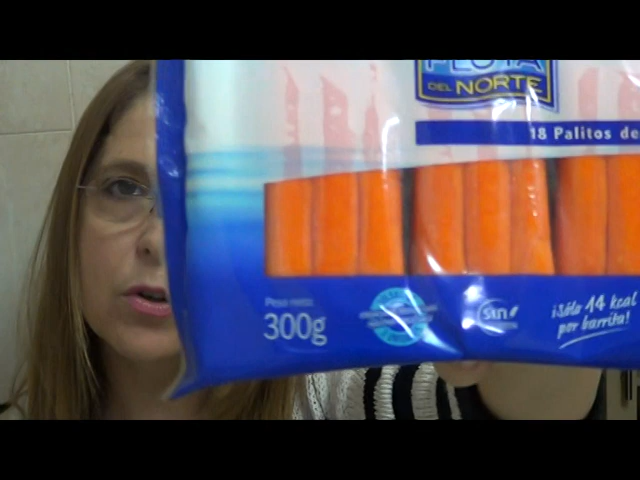 DEL NORTE
18 Palitos de
Peso neto:
300g
sin
¡Sólo 14 kcal
por barrita!